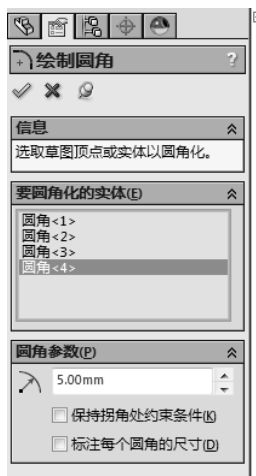 绘制圆角
?
信息
选取草图顶点或实体以圆角化。
要圆角化的实体(E)
圆角<1>
圆角<2>
圆角<3>
圆角<4>
圆角参数(P)
5.00mm
保持拐角处约束条件(K)
标注每个圆角的尺寸(D)